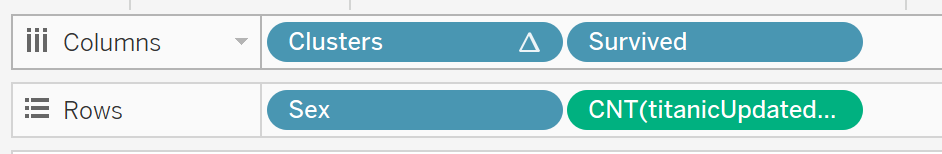 Columns Clusters Survived
Rows Sex CNT(titanicUpdated...